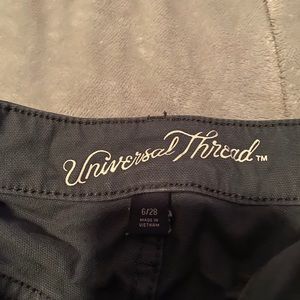 Universal Thread™
6/28
MADE IN
VIETNAM